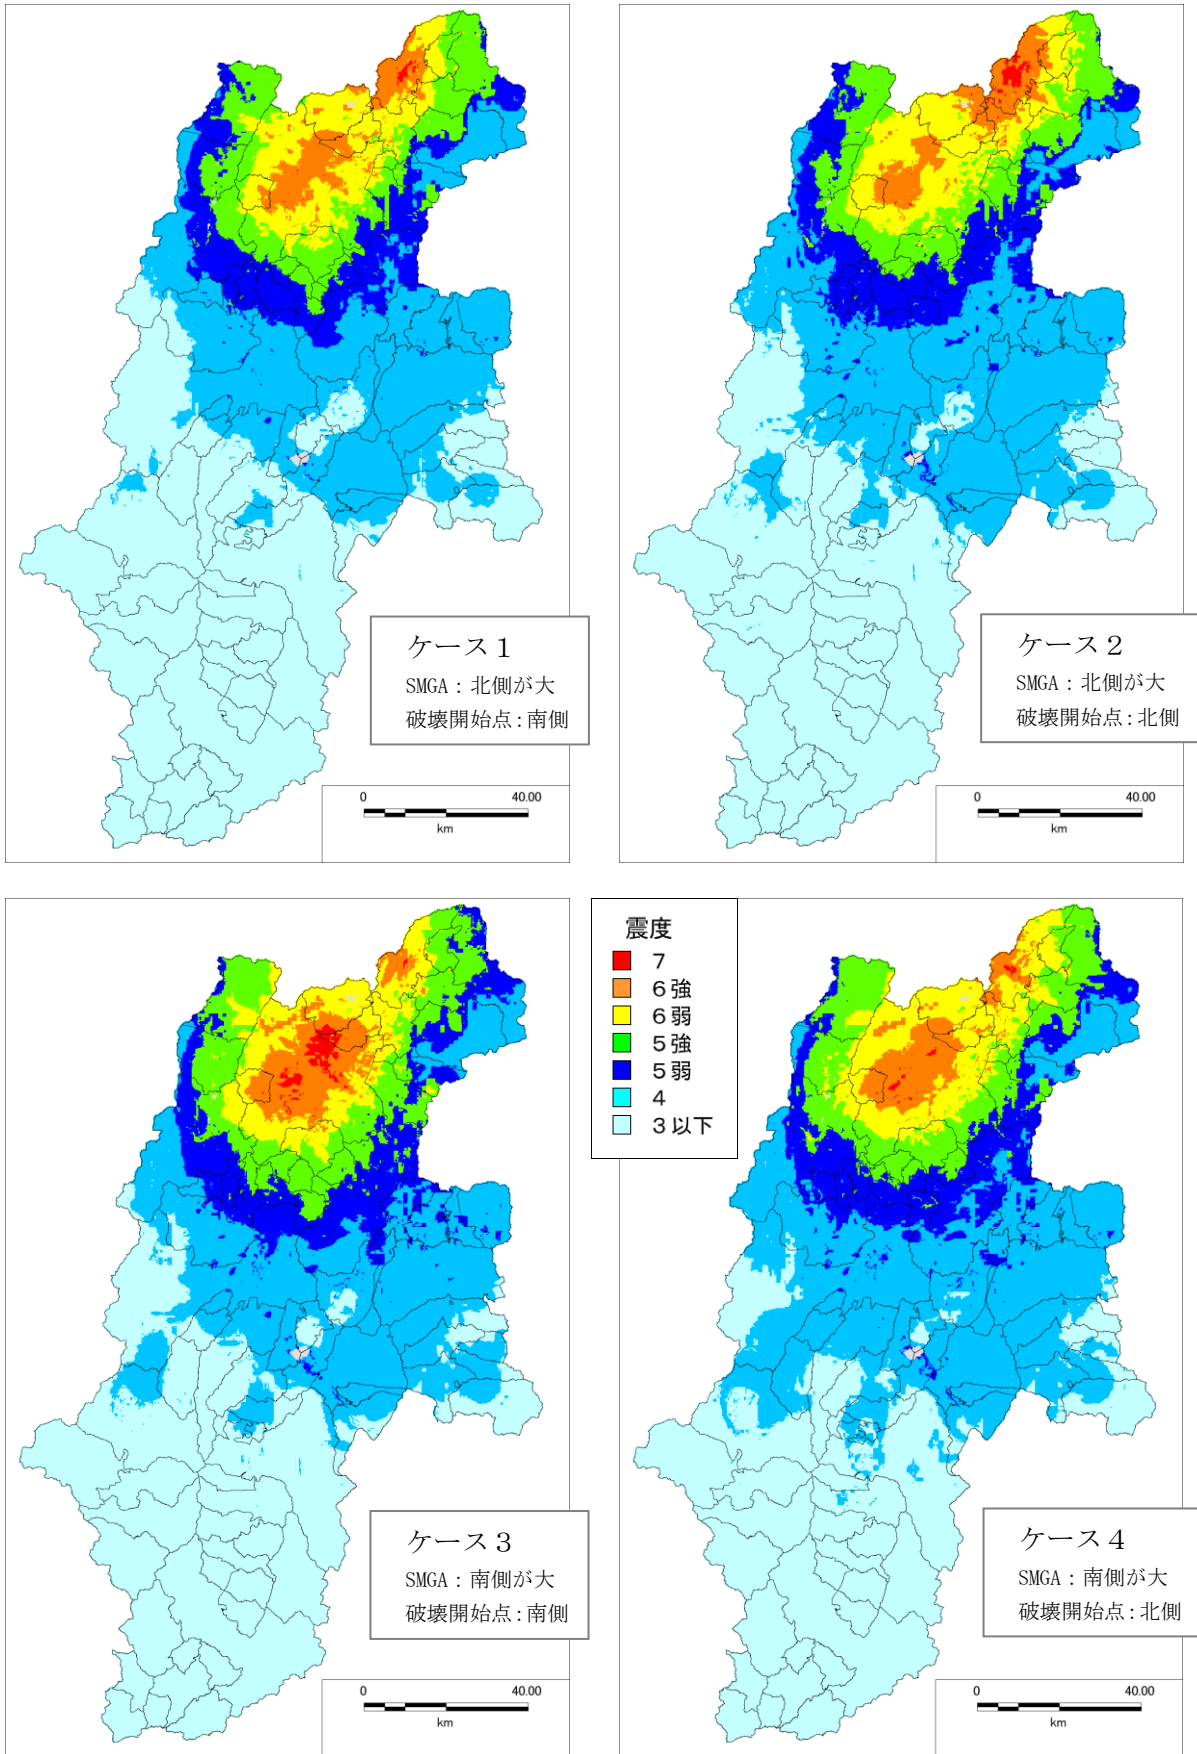 ケース１
SMGA：北側が大
破壊開始点：南側
0 40.00
km
ケース２
SMGA：北側が大
破壊開始点：北側
0 40.00
km
震度
7
6強
6弱
5強
5弱
4
3以下
ケース３
SMGA：南側が大
破壊開始点：南側
0 40.00
km
ケース４
SMGA：南側が大
破壊開始点：北側
0 40.00
km